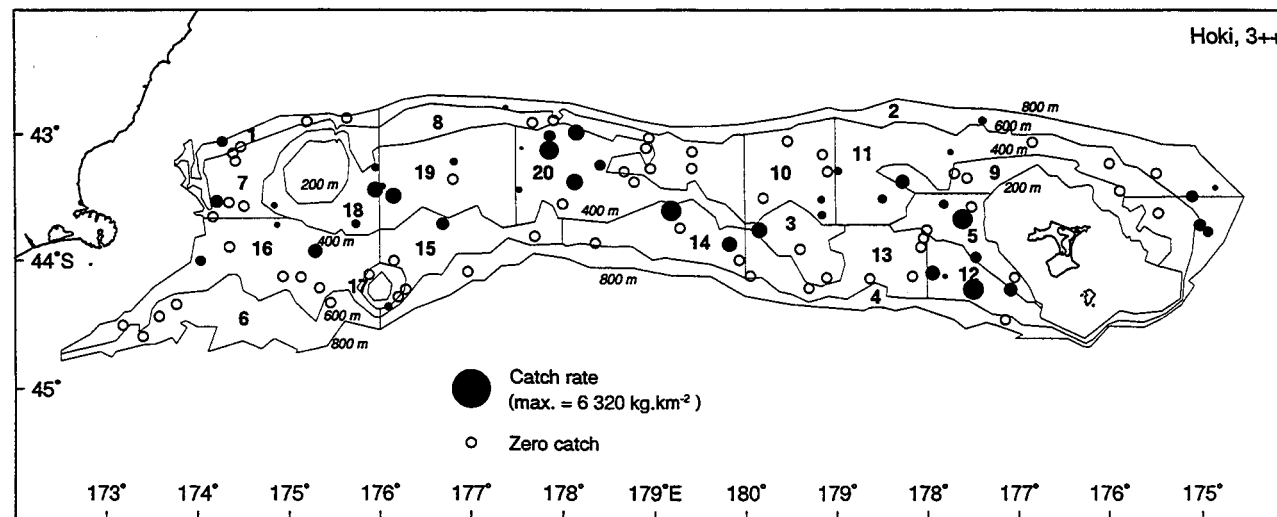 Hoki, 3++
2
800 m
43°
1
8
600 m
11
400 m
7
19
20
10
9
200 m
200 m
18
400 m
3
5
16
400 m
15
14
13
44°S
12
17
800 m
4
6
600 m
800 m
45°
Catch rate
(max. = 6 320 kg.km-2 )
Zero catch
173° 174° 175° 176° 177° 178° 179°E 180° 179° 178° 177° 176° 175°